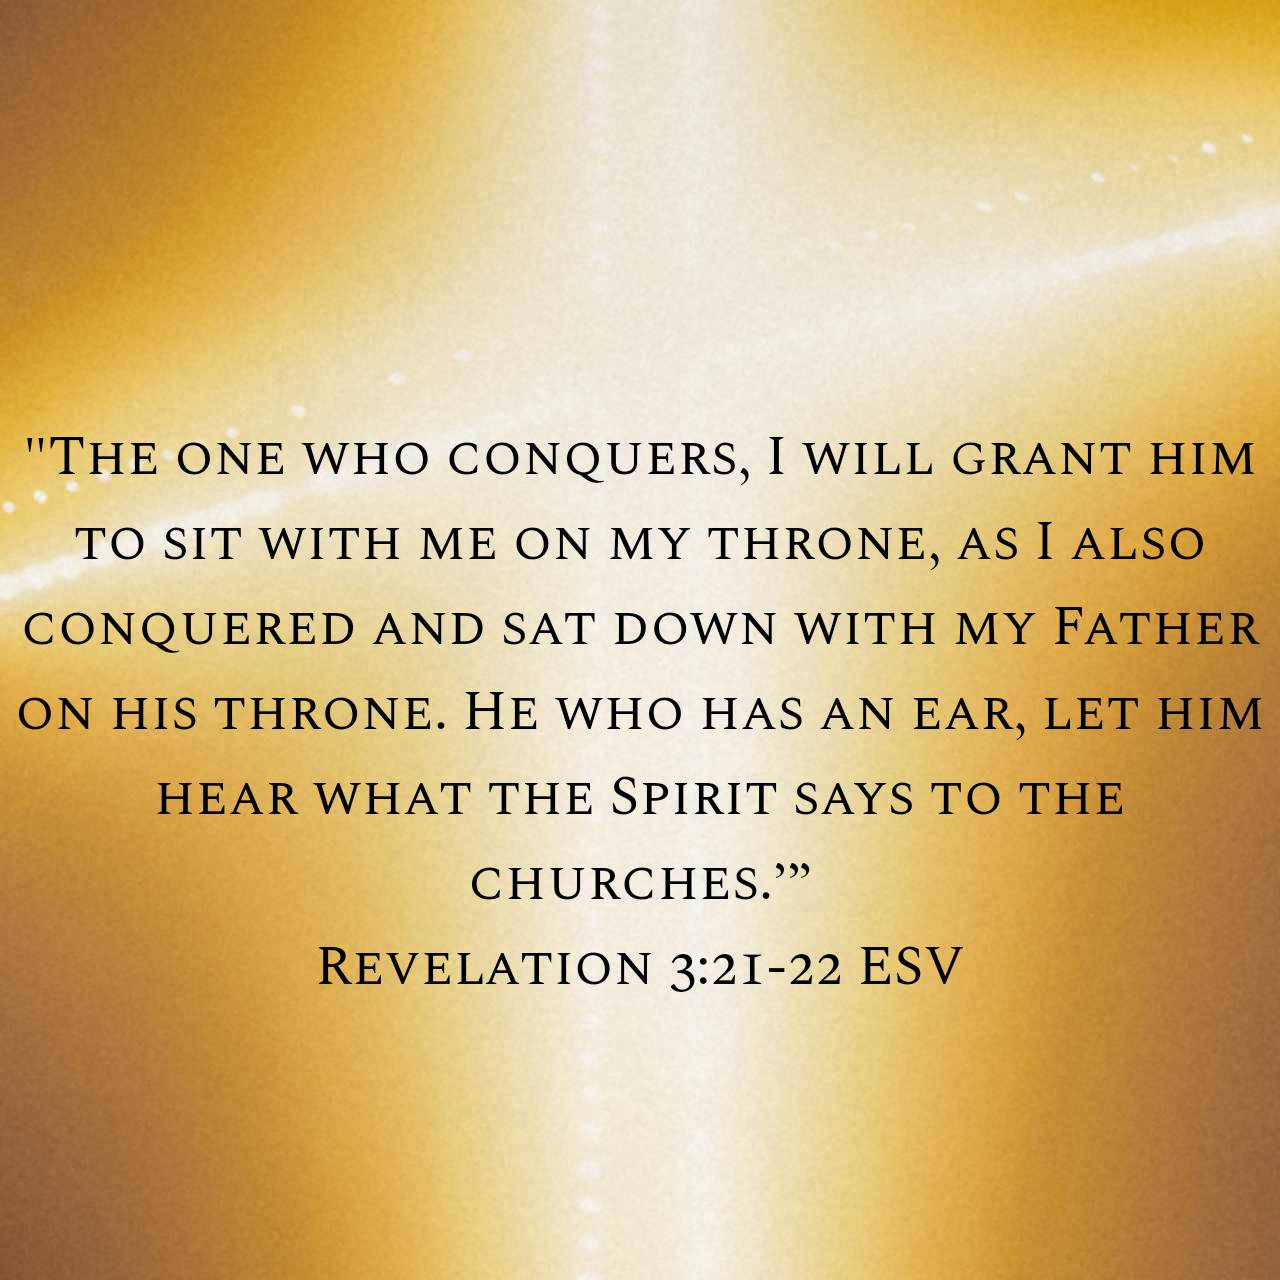 "The one who conquers, I will grant him
to sit with me on my throne, as I also
conquered and sat down with my Father
on his throne. He who has an ear, let him
hear what the Spirit says to the
churches.’”
Revelation 3:21-22 ESV